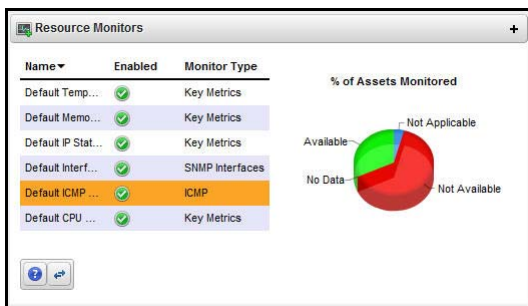 Resource Monitors
Name Enabled Monitor Type
Default Temp... Key Metrics
Default Memo... Key Metrics
Default IP Stat... Key Metrics
Default Interf... SNMP Interfaces
Default ICMP ... ICMP
Default CPU ... Key Metrics
% of Assets Monitored
Not Applicable
Available
No Data
Not Available